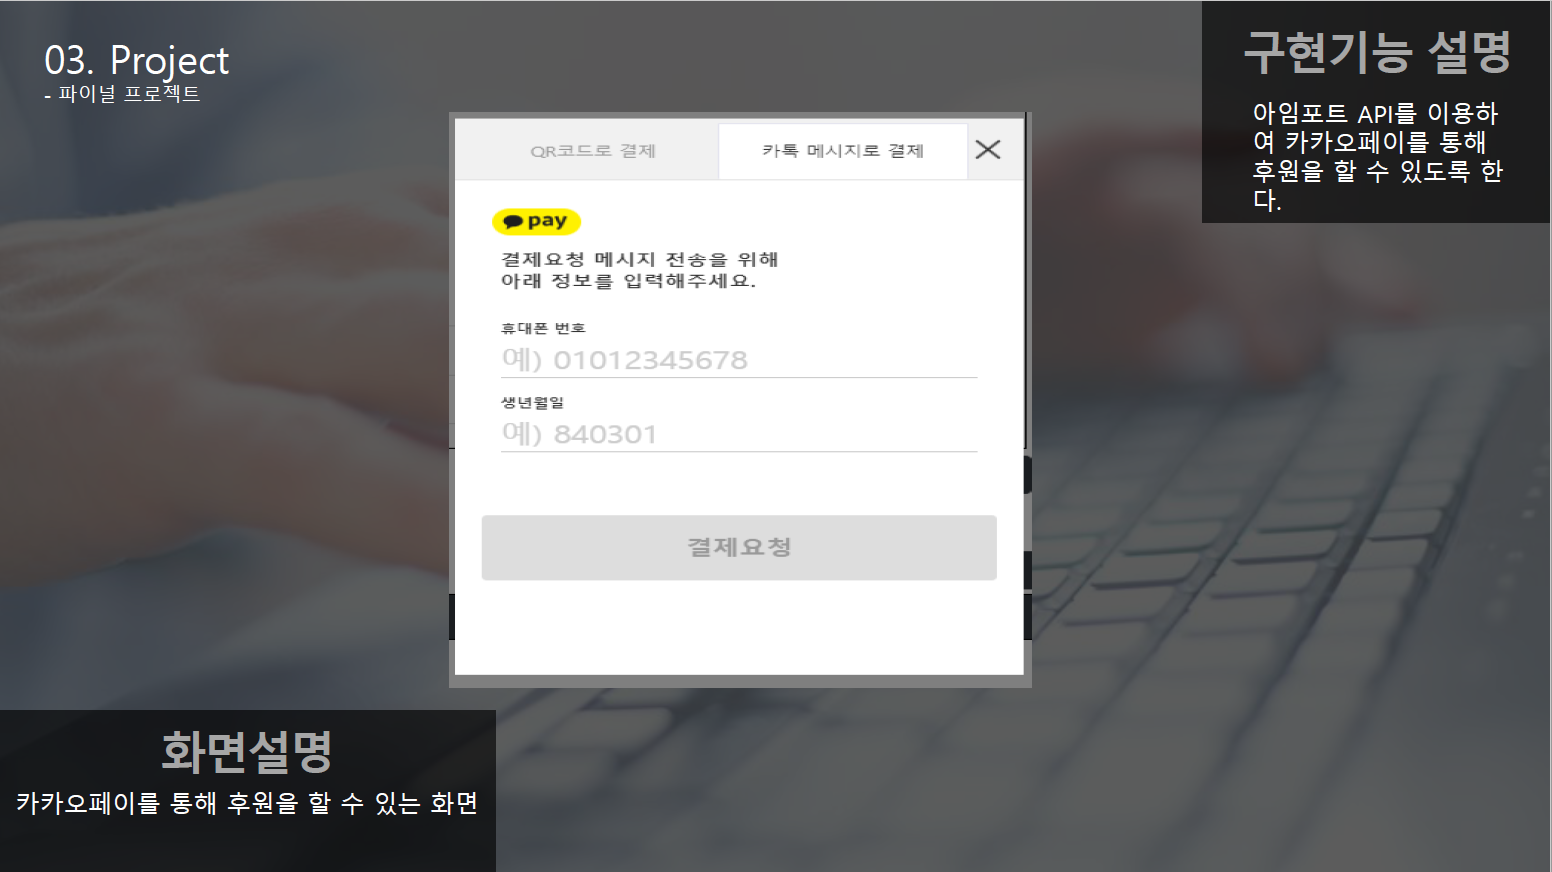 03. Project
- 파이널 프로젝트
구현기능 설명
아임포트 API를 이용하
여 카카오페이를 통해
후원을 할 수 있도록 한
다.
QR코드로 결제
카톡 메시지로 결제
pay
결제요청 메시지 전송을 위해
아래 정보를 입력해주세요.
휴대폰 번호
예) 01012345678
생년월일
예) 840301
결제요청
화면설명
카카오페이를 통해 후원을 할 수 있는 화면